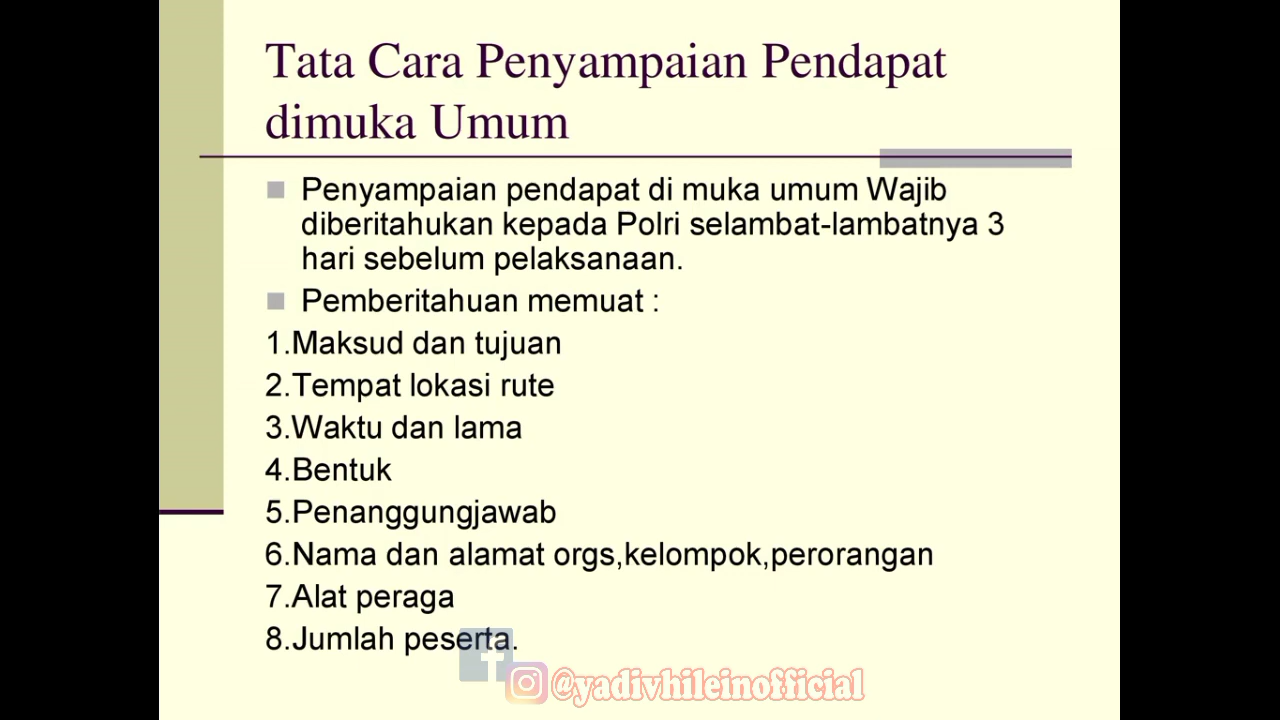 Tata Cara Penyampaian Pendapat
dimuka Umum
Penyampaian pendapat di muka umum Wajib
diberitahukan kepada Polri selambat-lambatnya 3
hari sebelum pelaksanaan.
Pemberitahuan memuat :
1.Maksud dan tujuan
2.Tempat lokasi rute
3.Waktu dan lama
4.Bentuk
5.Penanggungjawab
6.Nama dan alamat orgs,kelompok,perorangan
7.Alat peraga
8.Jumlah peserta.
@yadivhileinofficial